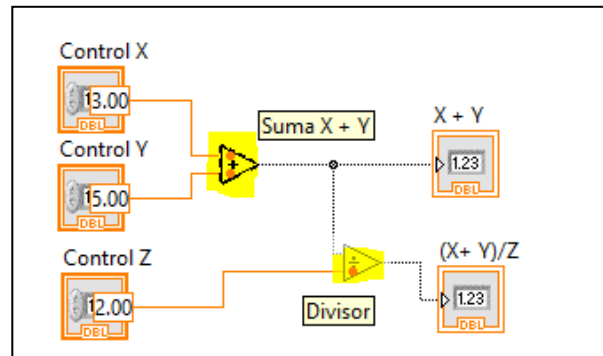 Control X
13.00
DBL
Control Y
15.00
DBL
Control Z
12.00
DBL
+
Suma X + Y
÷
Divisor
X + Y
1.23
DBL
(X+ Y)/Z
1.23
DBL